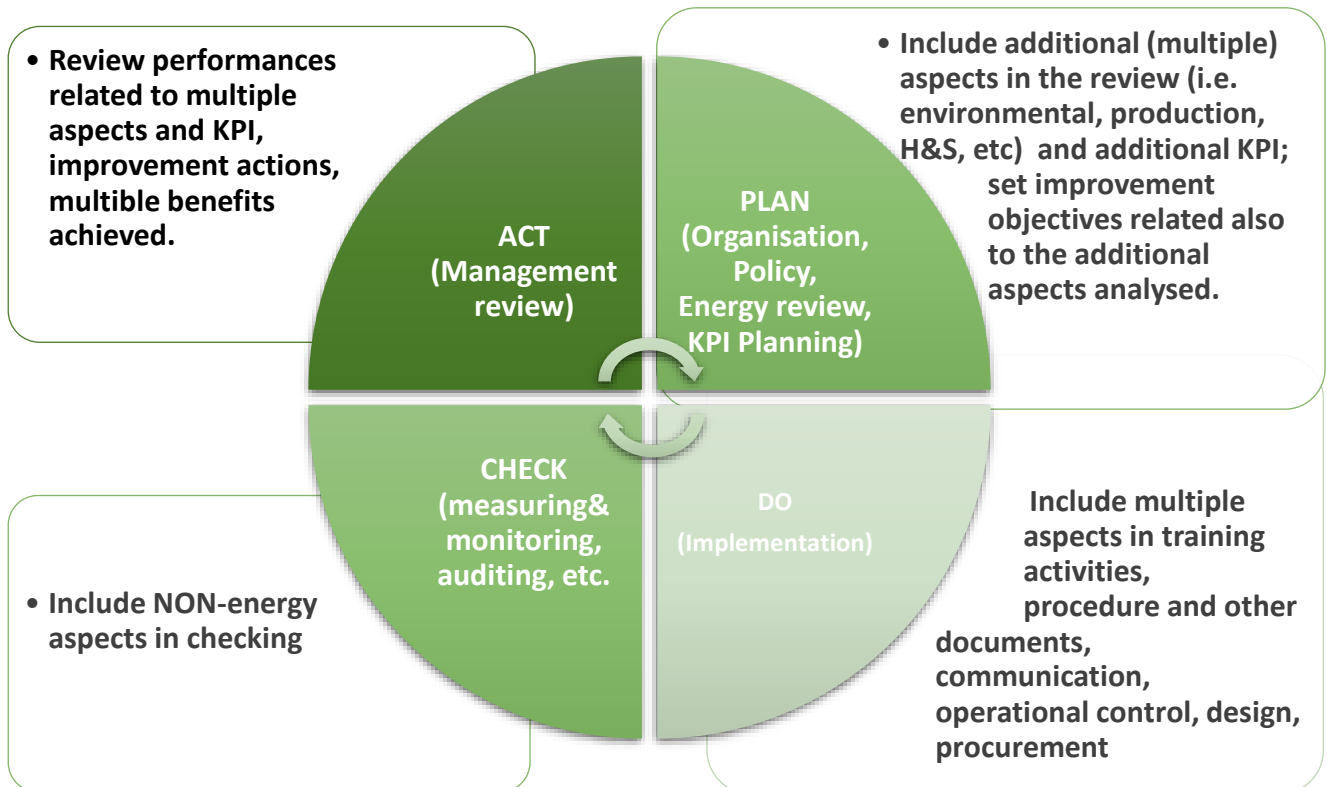 • Review performances
related to multiple
aspects and KPI,
improvement actions,
multible benefits
achieved.
ACT
(Management
review)
PLAN
(Organisation,
Policy,
Energy review,
KPI Planning)
• Include additional (multiple)
aspects in the review (i.e.
environmental, production,
H&S, etc) and additional KPI;
set improvement
objectives related also
to the additional
aspects analysed.
• Include NON-energy
aspects in checking
CHECK
(measuring&
monitoring,
auditing, etc.
DO
(Implementation)
Include multiple
aspects in training
activities,
procedure and other
documents,
communication,
operational control, design,
procurement